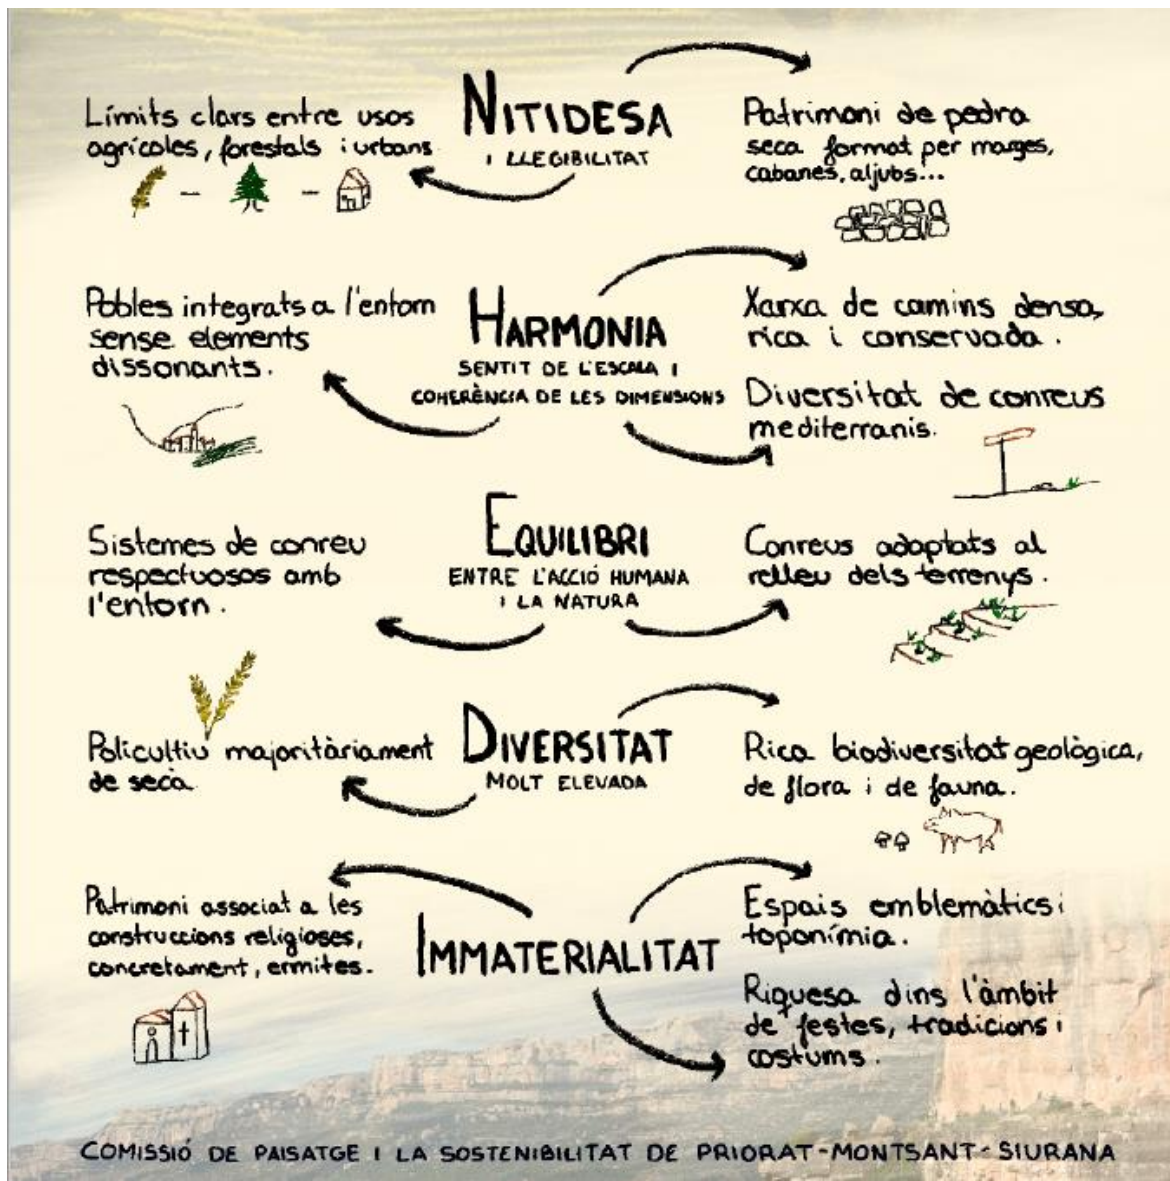 NITIDESA
I LLEGIBILITAT
Límits clars entre usos
agrícoles, forestals i urbans
Patrimoni de pedra
seca format per marges,
cabanes, aljubs...
HARMONIA
SENTIT DE L'ESCALA I
COHERÈNCIA DE LES DIMENSIONS
Pobles integrats a l'entorn
sense elements
dissonants.
Xarxa de camins densa,
rica i conservada.
Diversitat de conreus
mediterranis.
EQUILIBRI
ENTRE L'ACCIÓ HUMANA
I LA NATURA
Sistemes de conreu
respectuosos amb
l'entorn.
Conreus adaptats al
relleu dels terrenys.
DIVERSITAT
MOLT ELEVADA
Policultiu majoritàriament
de secà
Rica biodiversitat geològica,
de flora i de fauna.
IMMATERIALITAT
Patrimoni associat a les
construccions religioses,
concretament, ermites.
Espais emblemàtics i
toponímia.
Riquesa dins l'àmbit
de festes, tradicions i
costums.
COMISSIÓ DE PAISATGE I LA SOSTENIBILITAT DE PRIORAT-MONTSANT-SIURANA